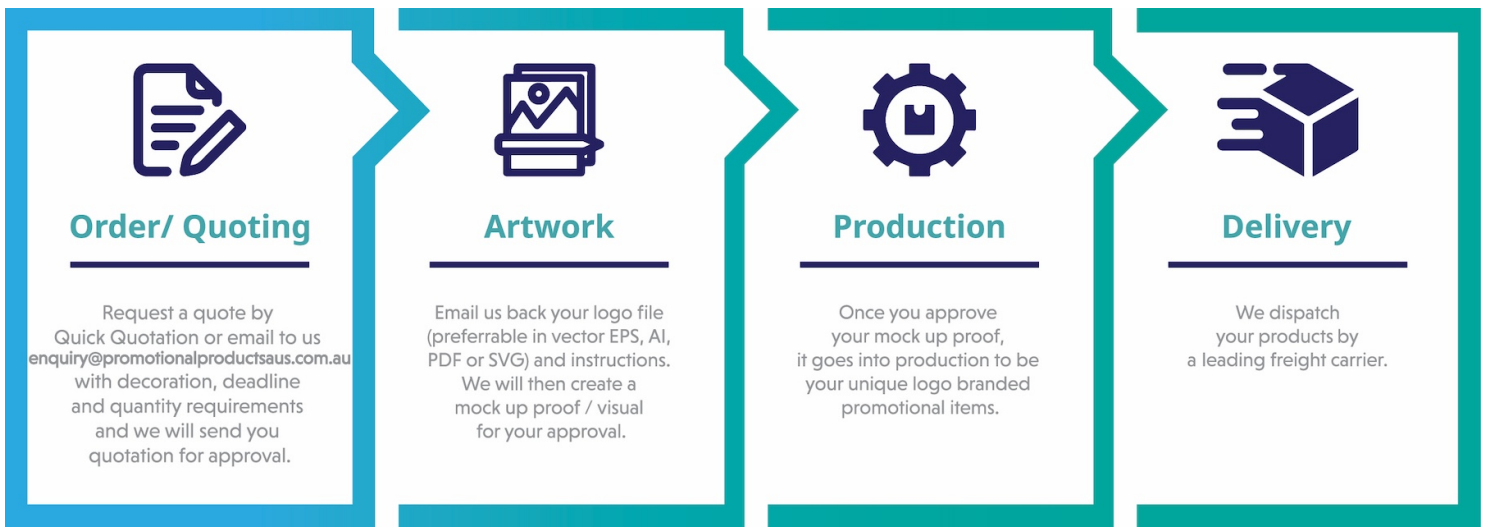 Order/ Quoting
Request a quote by
Quick Quotation or email to us
enquiry@promotionalproductsaus.com.au
with decoration, deadline
and quantity requirements
and we will send you
quotation for approval.
Artwork
Email us back your logo file
(preferrable in vector EPS, AI,
PDF or SVG) and instructions.
We will then create a
mock up proof / visual
for your approval.
Production
Once you approve
your mock up proof,
it goes into production to be
your unique logo branded
promotional items.
Delivery
We dispatch
your products by
a leading freight carrier.